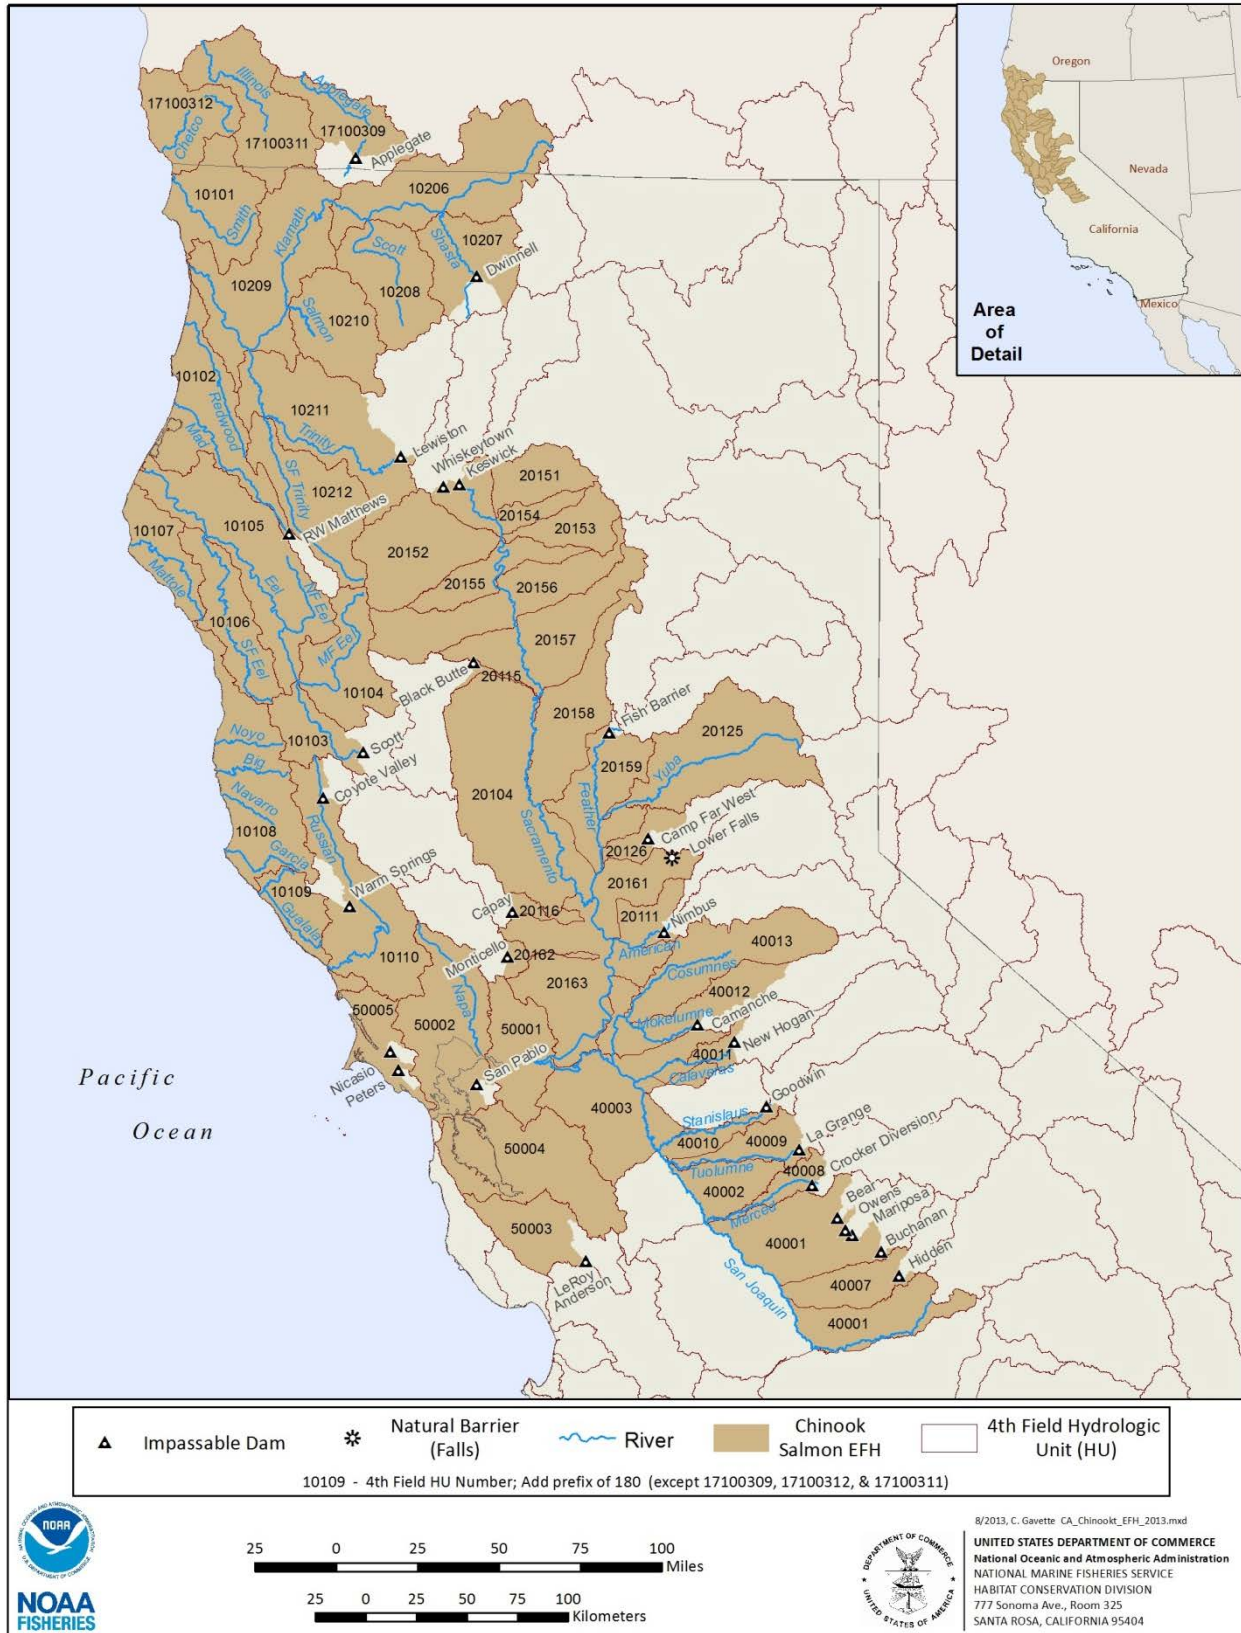 Oregon
Nevada
California
Mexico
Area
of
Detail
Illinois
Applegate
17100312
17100309
Chetco
17100311
Applegate
10101
10206
Smith
Klamath
Scott
Shasta
10207
Dwinnell
10209
10208
Salmon
10210
10102
Redwood
10211
Mad
Trinity
Lewiston
Whiskeytown
Keswick
SF Trinity
10212
20151
20154
20153
10107
10105
RW Matthews
20152
Mattole
Eel
NF Eel
20155
20156
10106
SF Eel
MF Eel
20157
10104
Black Butte
20115
20158
Fish Barrier
20125
Noyo
10103
Scott
Big
Coyote Valley
20159
Yuba
Navarro
20104
Feather
Sacramento
10108
Russian
Camp Far West
Lower Falls
20126
Garcia
10109
Warm Springs
20161
Gualala
Capay
20116
20111
Nimbus
American
40013
10110
Monticello
20162
Cosumnes
Napa
20163
40012
50005
50002
50001
Mokelumne
Camanche
New Hogan
40011
Calaveras
Nicasio
Peters
San Pablo
Pacific
Ocean
40003
Goodwin
Stanislaus
50004
40010
40009
La Grange
Tuolumne
40008
Crocker Diversion
40002
Merced
Bear
Owens
Mariposa
50003
40001
Buchanan
Hidden
LeRoy
Anderson
San Joaquin
40007
40001
Impassable Dam
Natural Barrier
(Falls)
River
Chinook
Salmon EFH
4th Field Hydrologic
Unit (HU)
10109 - 4th Field HU Number; Add prefix of 180 (except 17100309, 17100312, & 17100311)
NOAA
NOAA
FISHERIES
25 0 25 50 75 100
Miles
25 0 25 50 75 100
Kilometers
DEPARTMENT OF COMMERCE
UNITED STATES OF AMERICA
8/2013, C. Gavette CA_Chinookt_EFH_2013.mxd
UNITED STATES DEPARTMENT OF COMMERCE
National Oceanic and Atmospheric Administration
NATIONAL MARINE FISHERIES SERVICE
HABITAT CONSERVATION DIVISION
777 Sonoma Ave., Room 325
SANTA ROSA, CALIFORNIA 95404